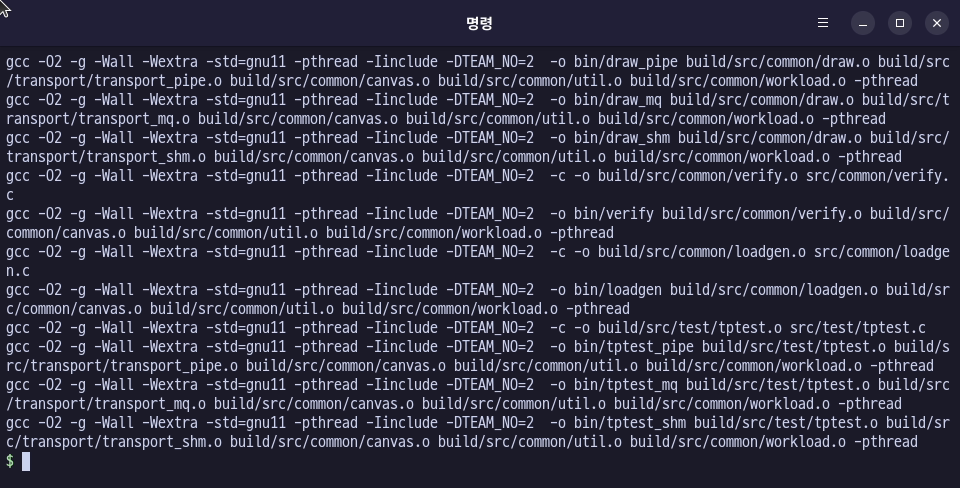 명령
gcc -O2 -g -Wall -Wextra -std=gnu11 -pthread -Iinclude -DTEAM_NO=2  -o bin/draw_pipe build/src/common/draw.o build/src
/transport/transport_pipe.o build/src/common/canvas.o build/src/common/util.o build/src/common/workload.o -pthread
gcc -O2 -g -Wall -Wextra -std=gnu11 -pthread -Iinclude -DTEAM_NO=2  -o bin/draw_mq build/src/common/draw.o build/src/t
ransport/transport_mq.o build/src/common/canvas.o build/src/common/util.o build/src/common/workload.o -pthread
gcc -O2 -g -Wall -Wextra -std=gnu11 -pthread -Iinclude -DTEAM_NO=2  -o bin/draw_shm build/src/common/draw.o build/src/
transport/transport_shm.o build/src/common/canvas.o build/src/common/util.o build/src/common/workload.o -pthread
gcc -O2 -g -Wall -Wextra -std=gnu11 -pthread -Iinclude -DTEAM_NO=2  -c -o build/src/common/verify.o src/common/verify.
c
gcc -O2 -g -Wall -Wextra -std=gnu11 -pthread -Iinclude -DTEAM_NO=2  -o bin/verify build/src/common/verify.o build/src/
common/canvas.o build/src/common/util.o build/src/common/workload.o -pthread
gcc -O2 -g -Wall -Wextra -std=gnu11 -pthread -Iinclude -DTEAM_NO=2  -c -o build/src/common/loadgen.o src/common/loadge
n.c
gcc -O2 -g -Wall -Wextra -std=gnu11 -pthread -Iinclude -DTEAM_NO=2  -o bin/loadgen build/src/common/loadgen.o build/sr
c/common/canvas.o build/src/common/util.o build/src/common/workload.o -pthread
gcc -O2 -g -Wall -Wextra -std=gnu11 -pthread -Iinclude -DTEAM_NO=2  -c -o build/src/test/tptest.o src/test/tptest.c
gcc -O2 -g -Wall -Wextra -std=gnu11 -pthread -Iinclude -DTEAM_NO=2  -o bin/tptest_pipe build/src/test/tptest.o build/s
rc/transport/transport_pipe.o build/src/common/canvas.o build/src/common/util.o build/src/common/workload.o -pthread
gcc -O2 -g -Wall -Wextra -std=gnu11 -pthread -Iinclude -DTEAM_NO=2  -o bin/tptest_mq build/src/test/tptest.o build/src
/transport/transport_mq.o build/src/common/canvas.o build/src/common/util.o build/src/common/workload.o -pthread
gcc -O2 -g -Wall -Wextra -std=gnu11 -pthread -Iinclude -DTEAM_NO=2  -o bin/tptest_shm build/src/test/tptest.o build/sr
c/transport/transport_shm.o build/src/common/canvas.o build/src/common/util.o build/src/common/workload.o -pthread
$